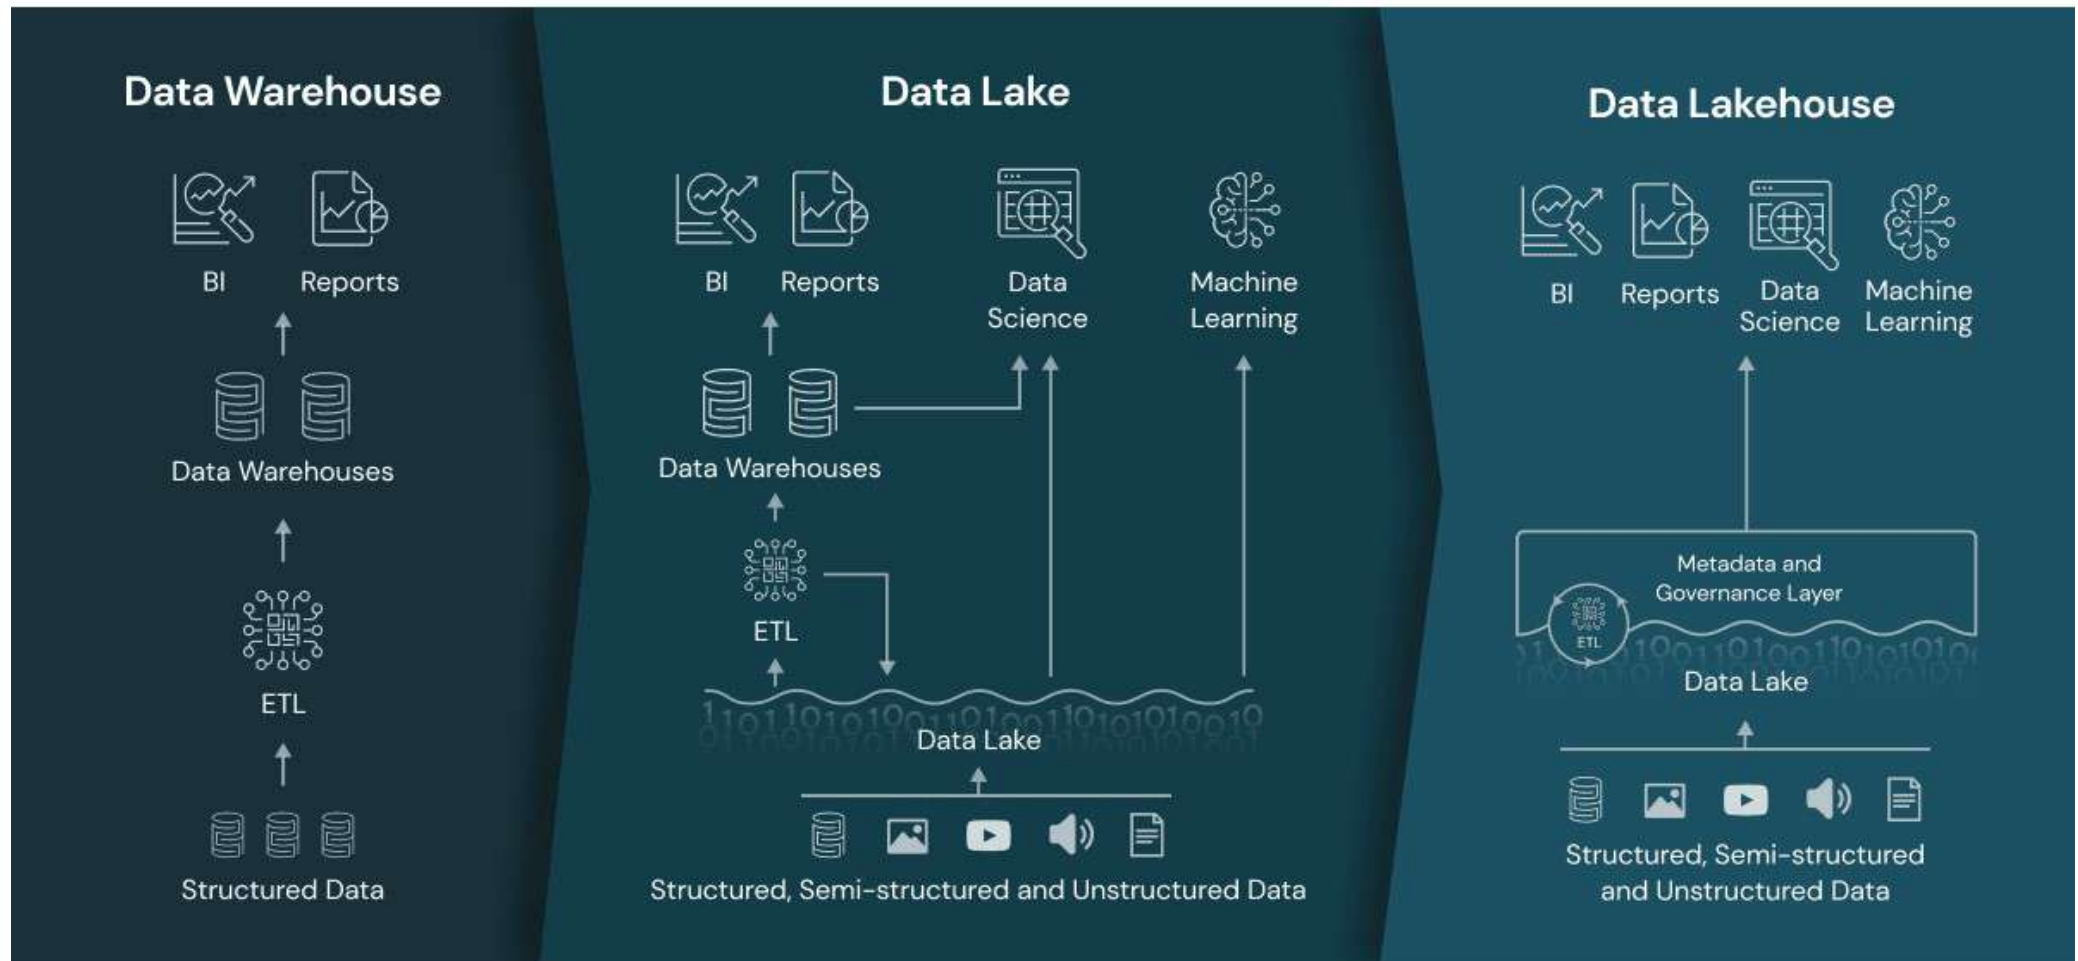 Data Warehouse
BI
Reports
Data Warehouses
ETL
Structured Data
Data Lake
BI
Reports
Data
Science
Machine
Learning
Data Warehouses
ETL
Data Lake
Structured, Semi-structured and Unstructured Data
Data Lakehouse
BI
Reports
Data
Science
Machine
Learning
Metadata and
Governance Layer
ETL
Data Lake
Structured, Semi-structured
and Unstructured Data